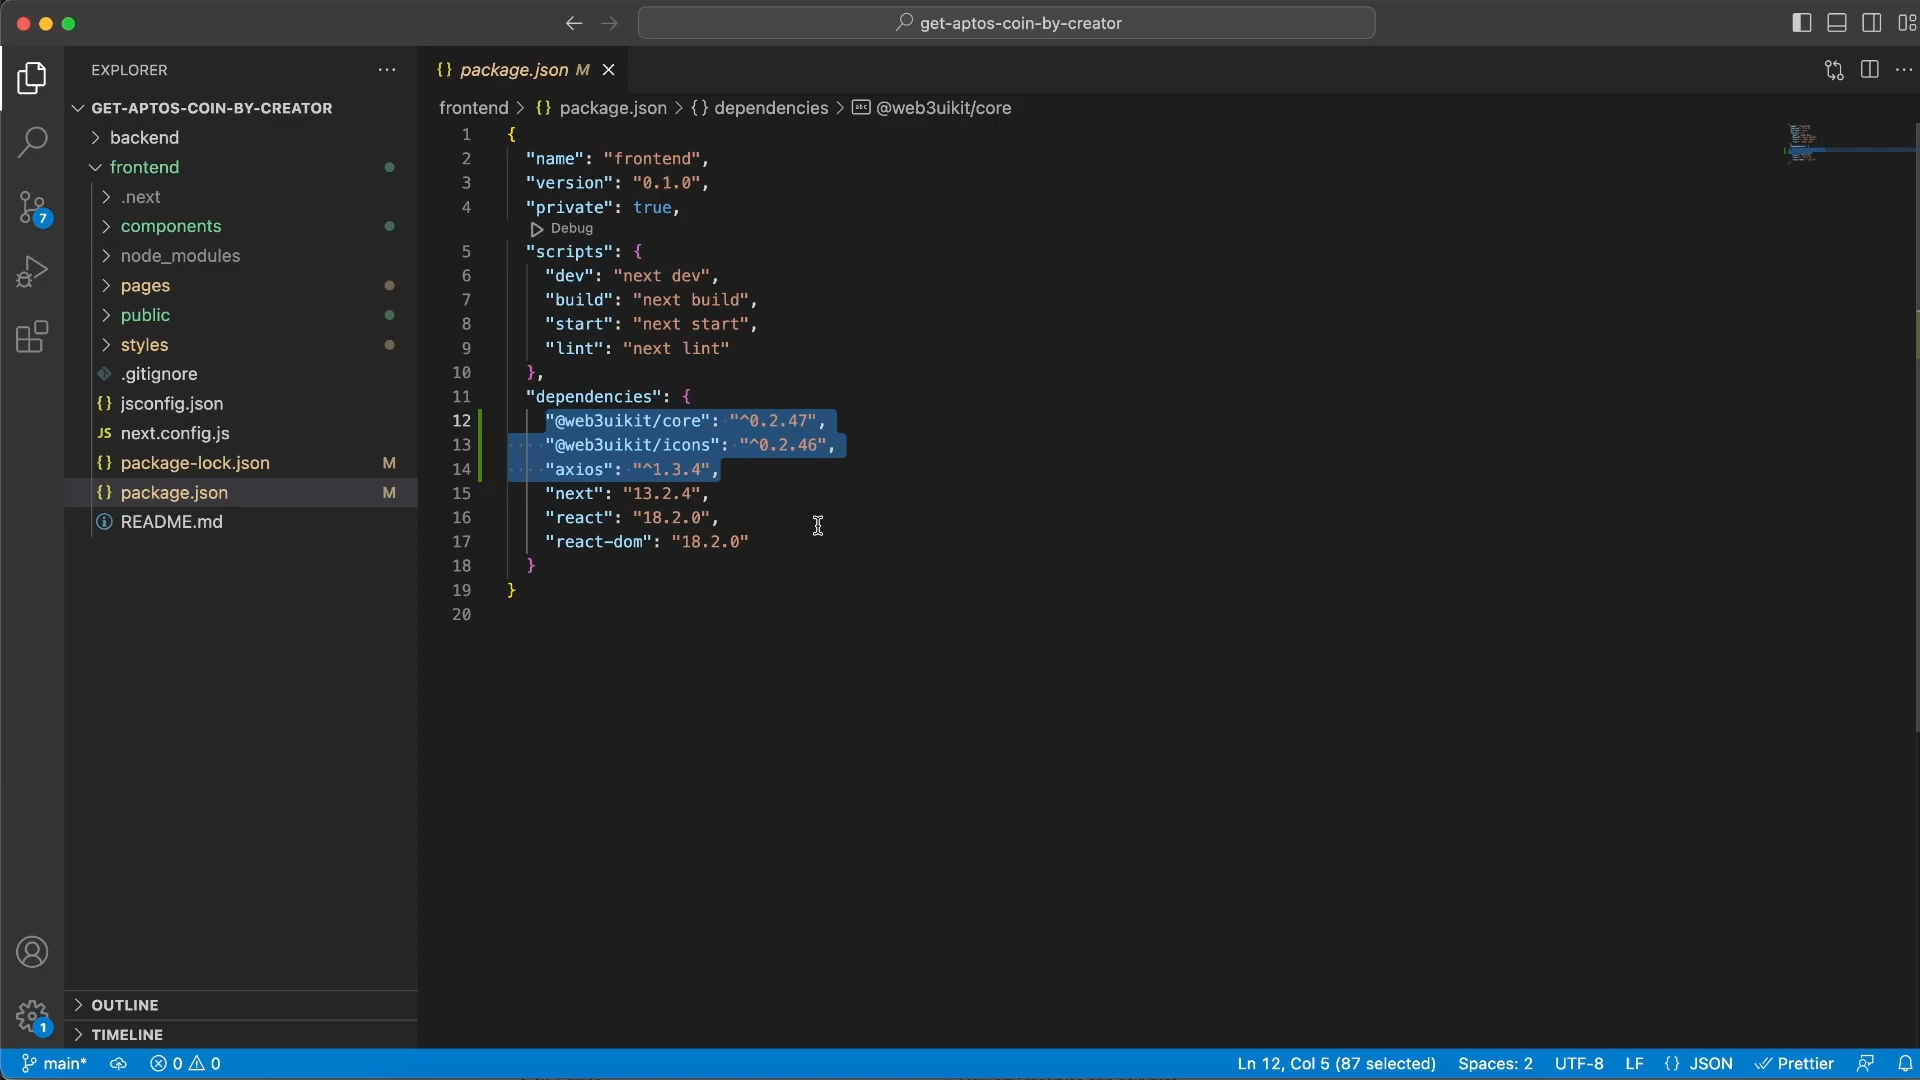 get-aptos-coin-by-creator
EXPLORER
GET-APTOS-COIN-BY-CREATOR
backend
frontend
.next
components
node_modules
pages
public
styles
.gitignore
{} jsconfig.json
JS next.config.js
{} package-lock.json M
{} package.json M
README.md
OUTLINE
TIMELINE
7
1
{} package.json M
frontend > {} package.json > {} dependencies > abc @web3uikit/core
1 {
2 "name": "frontend",
3 "version": "0.1.0",
4 "private": true,
Debug
5 "scripts": {
6 "dev": "next dev",
7 "build": "next build",
8 "start": "next start",
9 "lint": "next lint"
10 },
11 "dependencies": {
12 "@web3uikit/core": "^0.2.47",
13 "@web3uikit/icons": "^0.2.46",
14 "axios": "^1.3.4",
15 "next": "13.2.4",
16 "react": "18.2.0",
17 "react-dom": "18.2.0"
18 }
19 }
20
main* 0 0 Ln 12, Col 5 (87 selected) Spaces: 2 UTF-8 LF {} JSON Prettier